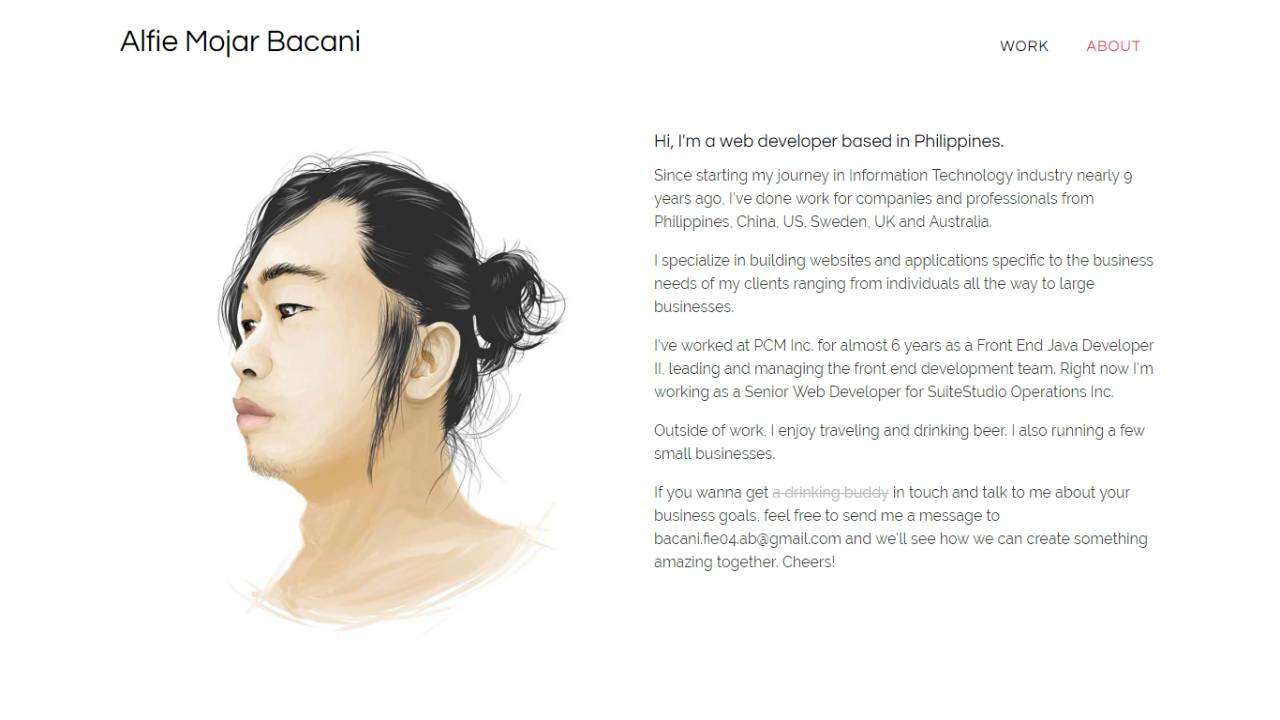 Alfie Mojar Bacani
WORK
ABOUT
Hi, I'm a web developer based in Philippines.
Since starting my journey in Information Technology industry nearly 9
years ago, I've done work for companies and professionals from
Philippines, China, US, Sweden, UK and Australia.
I specialize in building websites and applications specific to the business
needs of my clients ranging from individuals all the way to large
businesses.
I've worked at PCM Inc. for almost 6 years as a Front End Java Developer
II, leading and managing the front end development team. Right now I'm
working as a Senior Web Developer for SuiteStudio Operations Inc.
Outside of work, I enjoy traveling and drinking beer. I also running a few
small businesses.
If you wanna get a drinking buddy in touch and talk to me about your
business goals, feel free to send me a message to
bacani.fie04.ab@gmail.com and we'll see how we can create something
amazing together. Cheers!